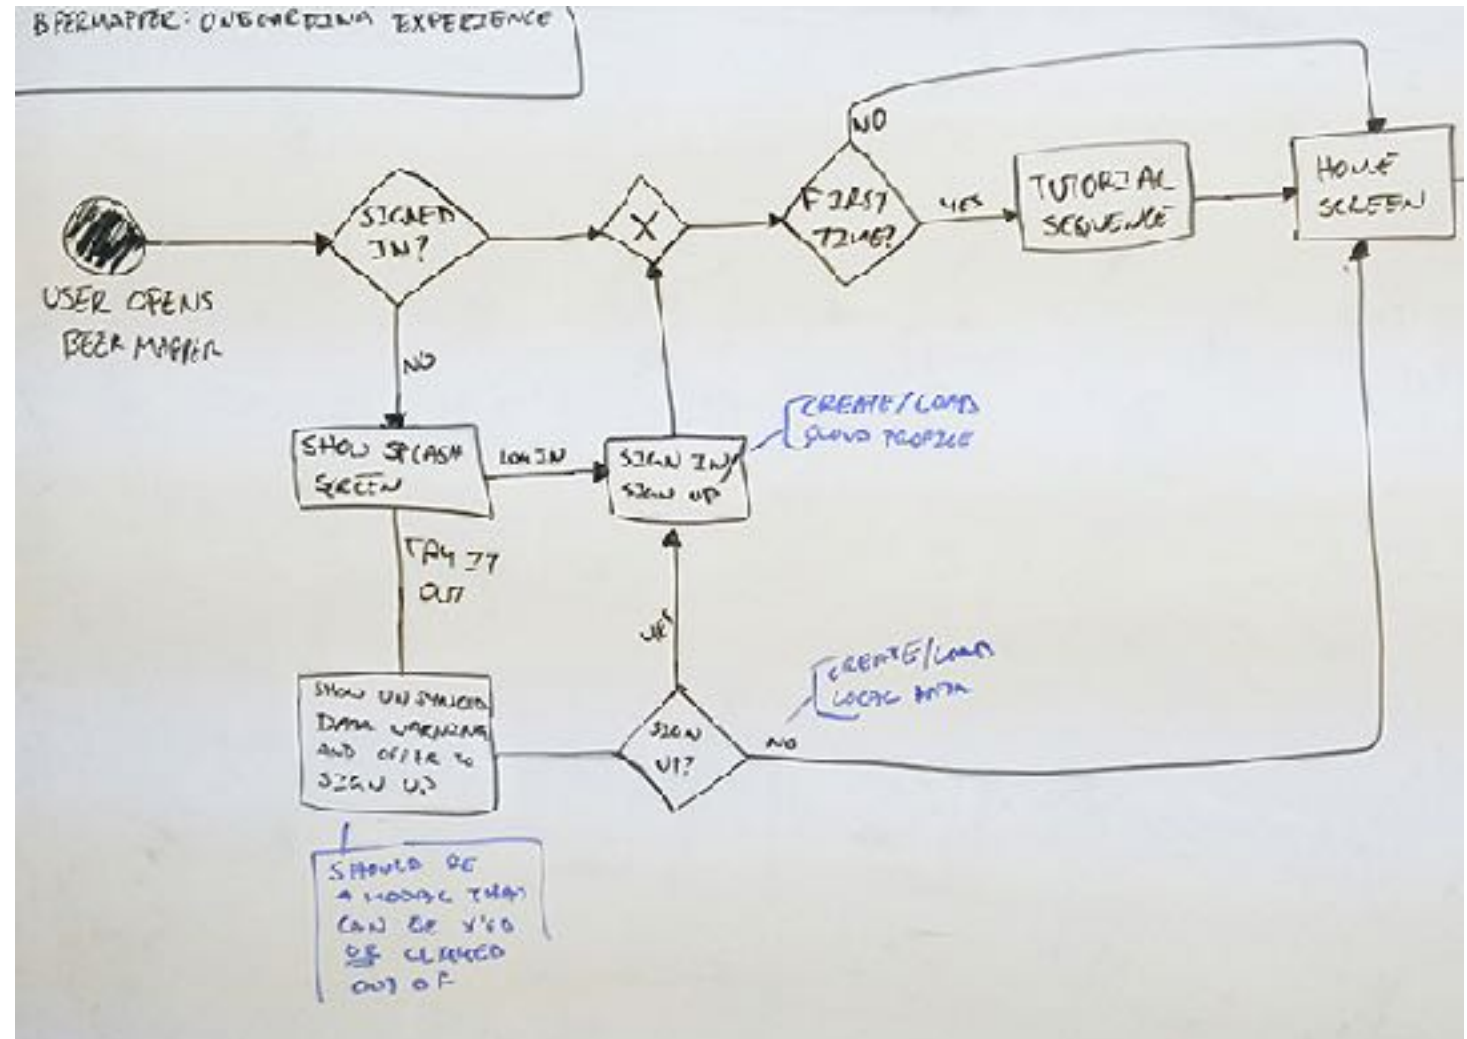 BEERMAPPER: ONBOARDING EXPERIENCE
NO
SIGNED
IN?
X
FIRST
TIME?
YES
TUTORIAL
SEQUENCE
HOME
SCREEN
USER OPENS
BEER MAPPER
NO
SHOW SPLASH
SCREEN
LOG IN
SIGN IN/
SIGN UP
CREATE/LOAD
CLOUD PROFILE
TRY IT
OUT
YES
CREATE/LOAD
LOCAL DATA
SHOW UNSYNCED
DATA WARNING
AND OFFER to
SIGN UP
SIGN
UP?
NO
SHOULD BE
A MODAL THAT
CAN BE X'ED
OR CLICKED
OUT OF